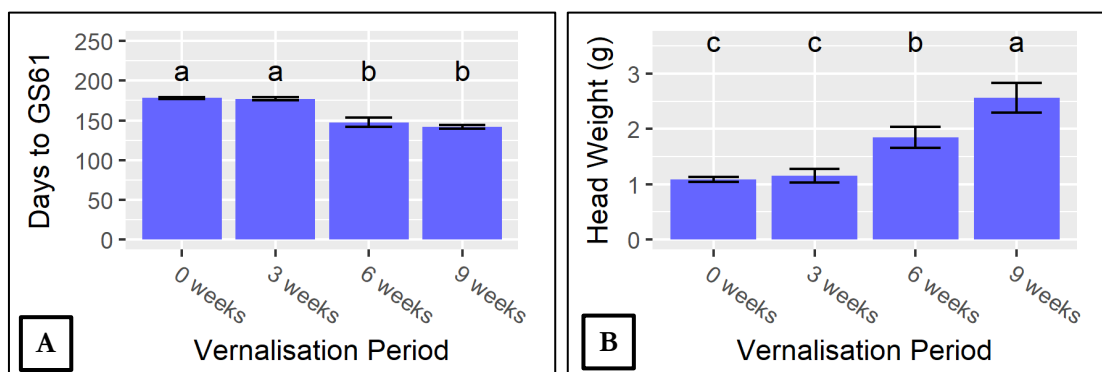 250
200
150
100
50
0
Days to GS61
a a b b
0 weeks 3 weeks 6 weeks 9 weeks
Vernalisation Period
A
3
2
1
0
Head Weight (g)
c c b a
0 weeks 3 weeks 6 weeks 9 weeks
Vernalisation Period
B